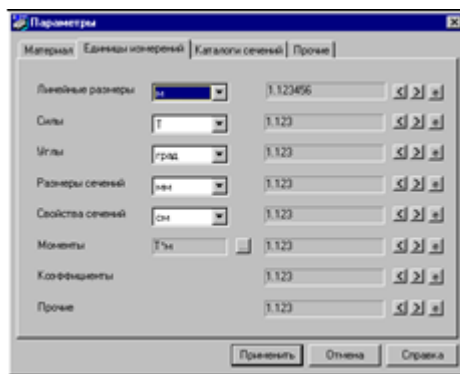 Параметры
Материал Единицы измерений Каталоги сечений Прочие
Линейные размеры м 1.123456 < > e
Силы Т 1.123 < > e
Углы град 1.123 < > e
Размеры сечений мм 1.123 < > e
Свойства сечений см 1.123 < > e
Моменты Т*м ... 1.123 < > e
Коэффициенты 1.123 < > e
Прочие 1.123 < > e
Применить Отмена Справка